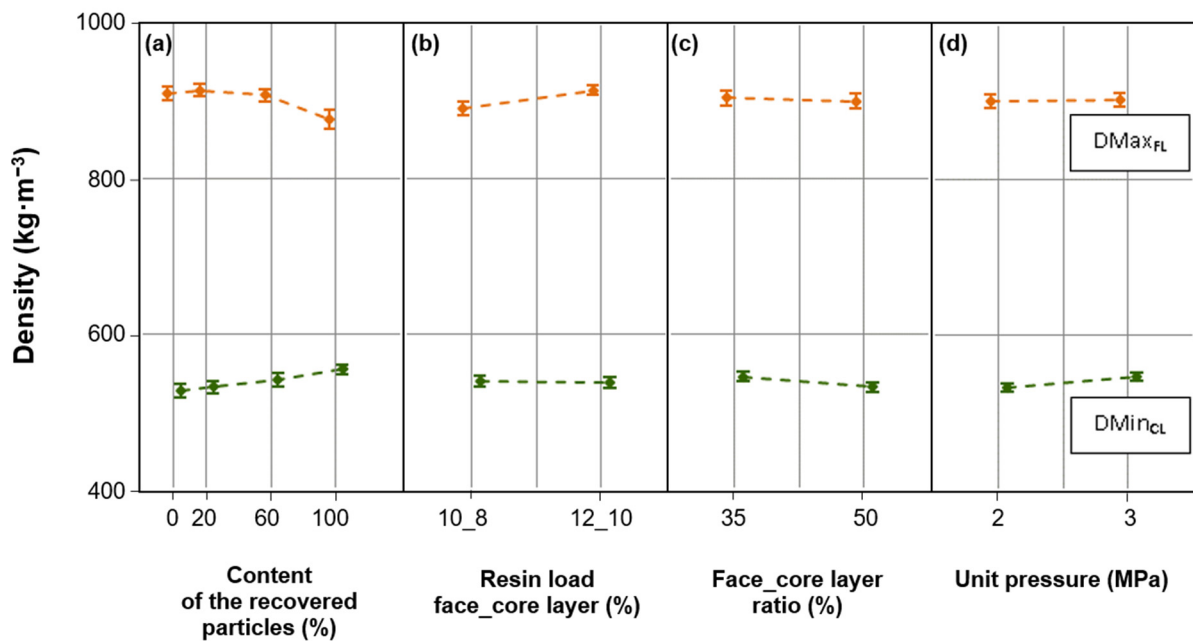 1000
(a)
(b)
(c)
(d)
DMaxFL
800
Density (kg·m⁻³)
600
DMinCL
400
0 20 60 100
10_8 12_10
35 50
2 3
Content
of the recovered
particles (%)
Resin load
face_core layer (%)
Face_core layer
ratio (%)
Unit pressure (MPa)